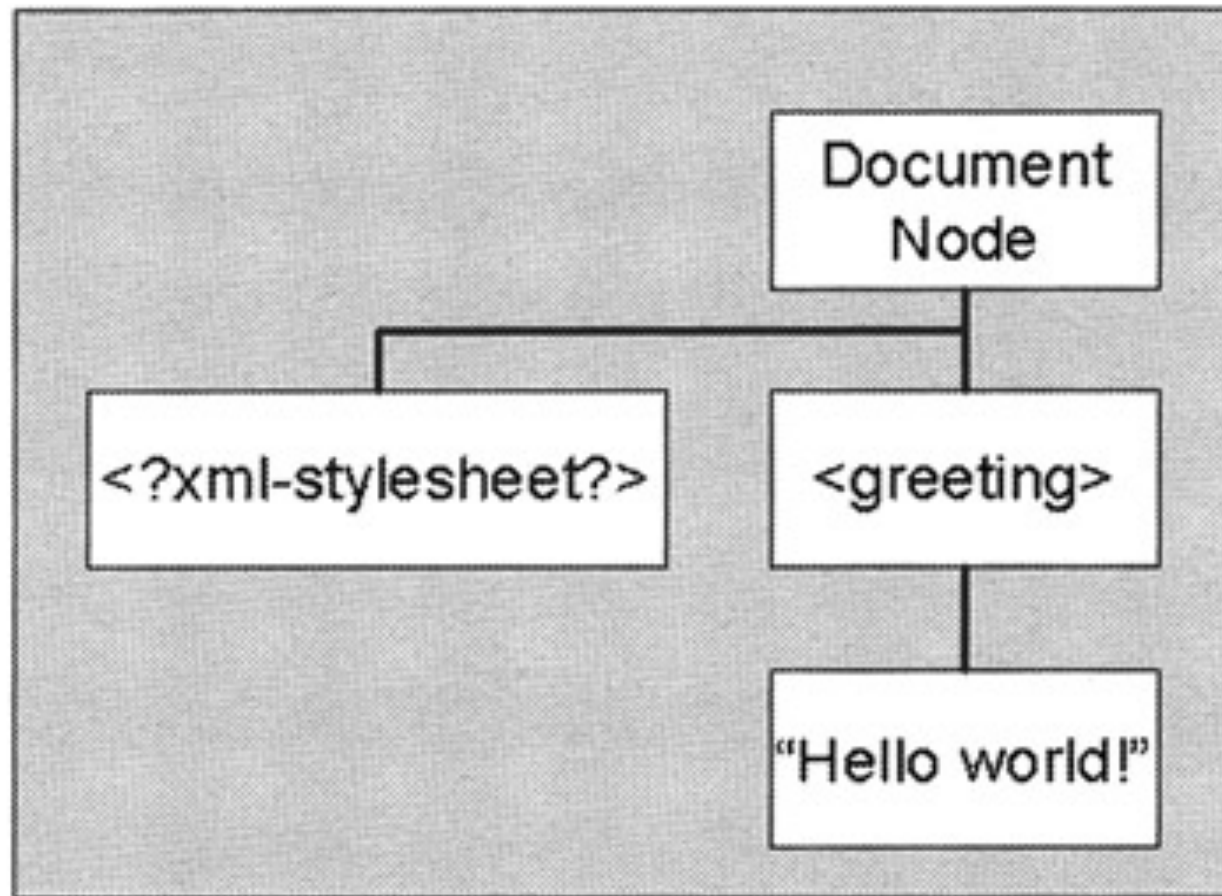 Document
Node
<?xml-stylesheet?>
<greeting>
“Hello world!”